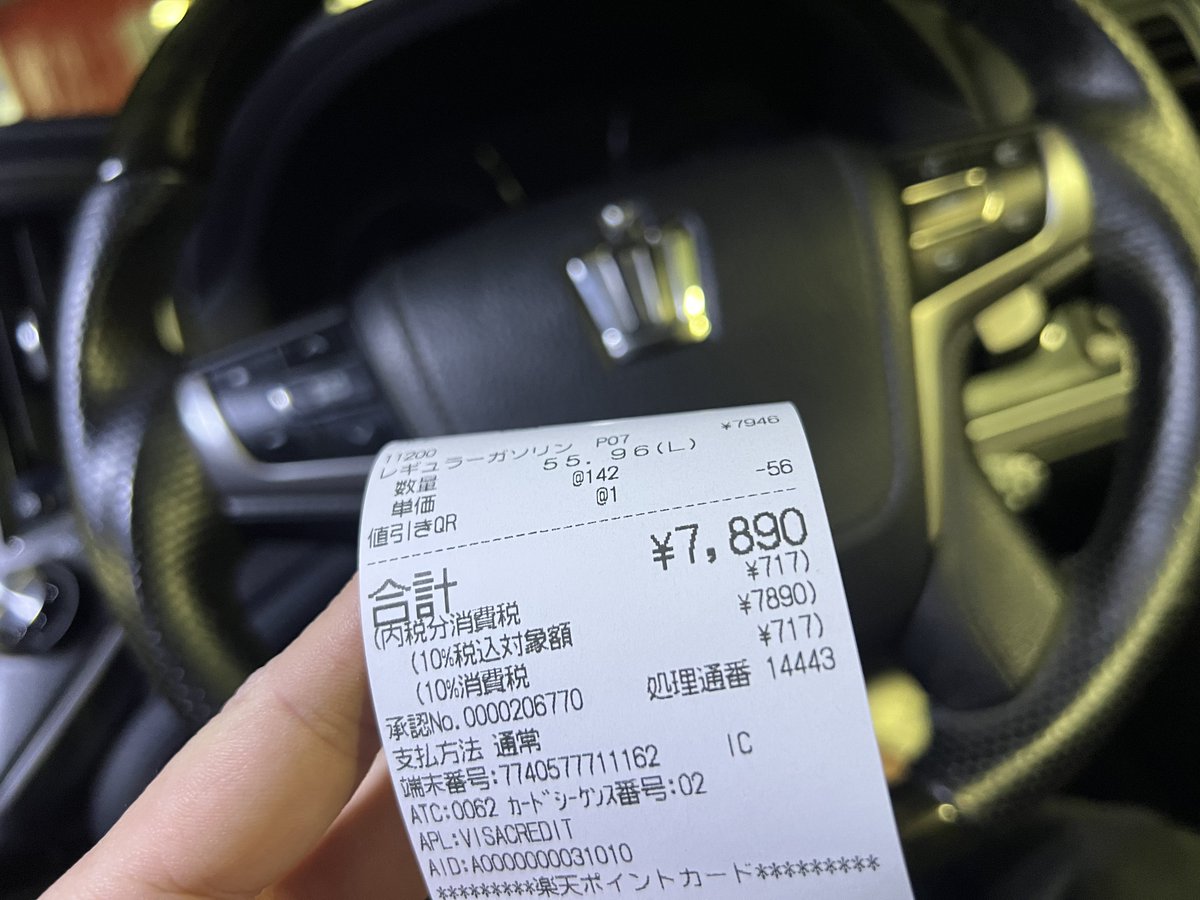 11200
レギュラーガソリン P07 ¥7946
数量 55.96(L)
単価 @142
値引きQR @1 -56
合計 ¥7,890
(内税分消費税 ¥717)
(10%税込対象額 ¥7890)
(10%消費税 ¥717)
承認No.0000206770 処理通番 14443
支払方法 通常
端末番号:7740577711162 IC
ATC:0062 カードシーケンス番号:02
APL:VISACREDIT
AID:A0000000031010
*********楽天ポイントカード*********